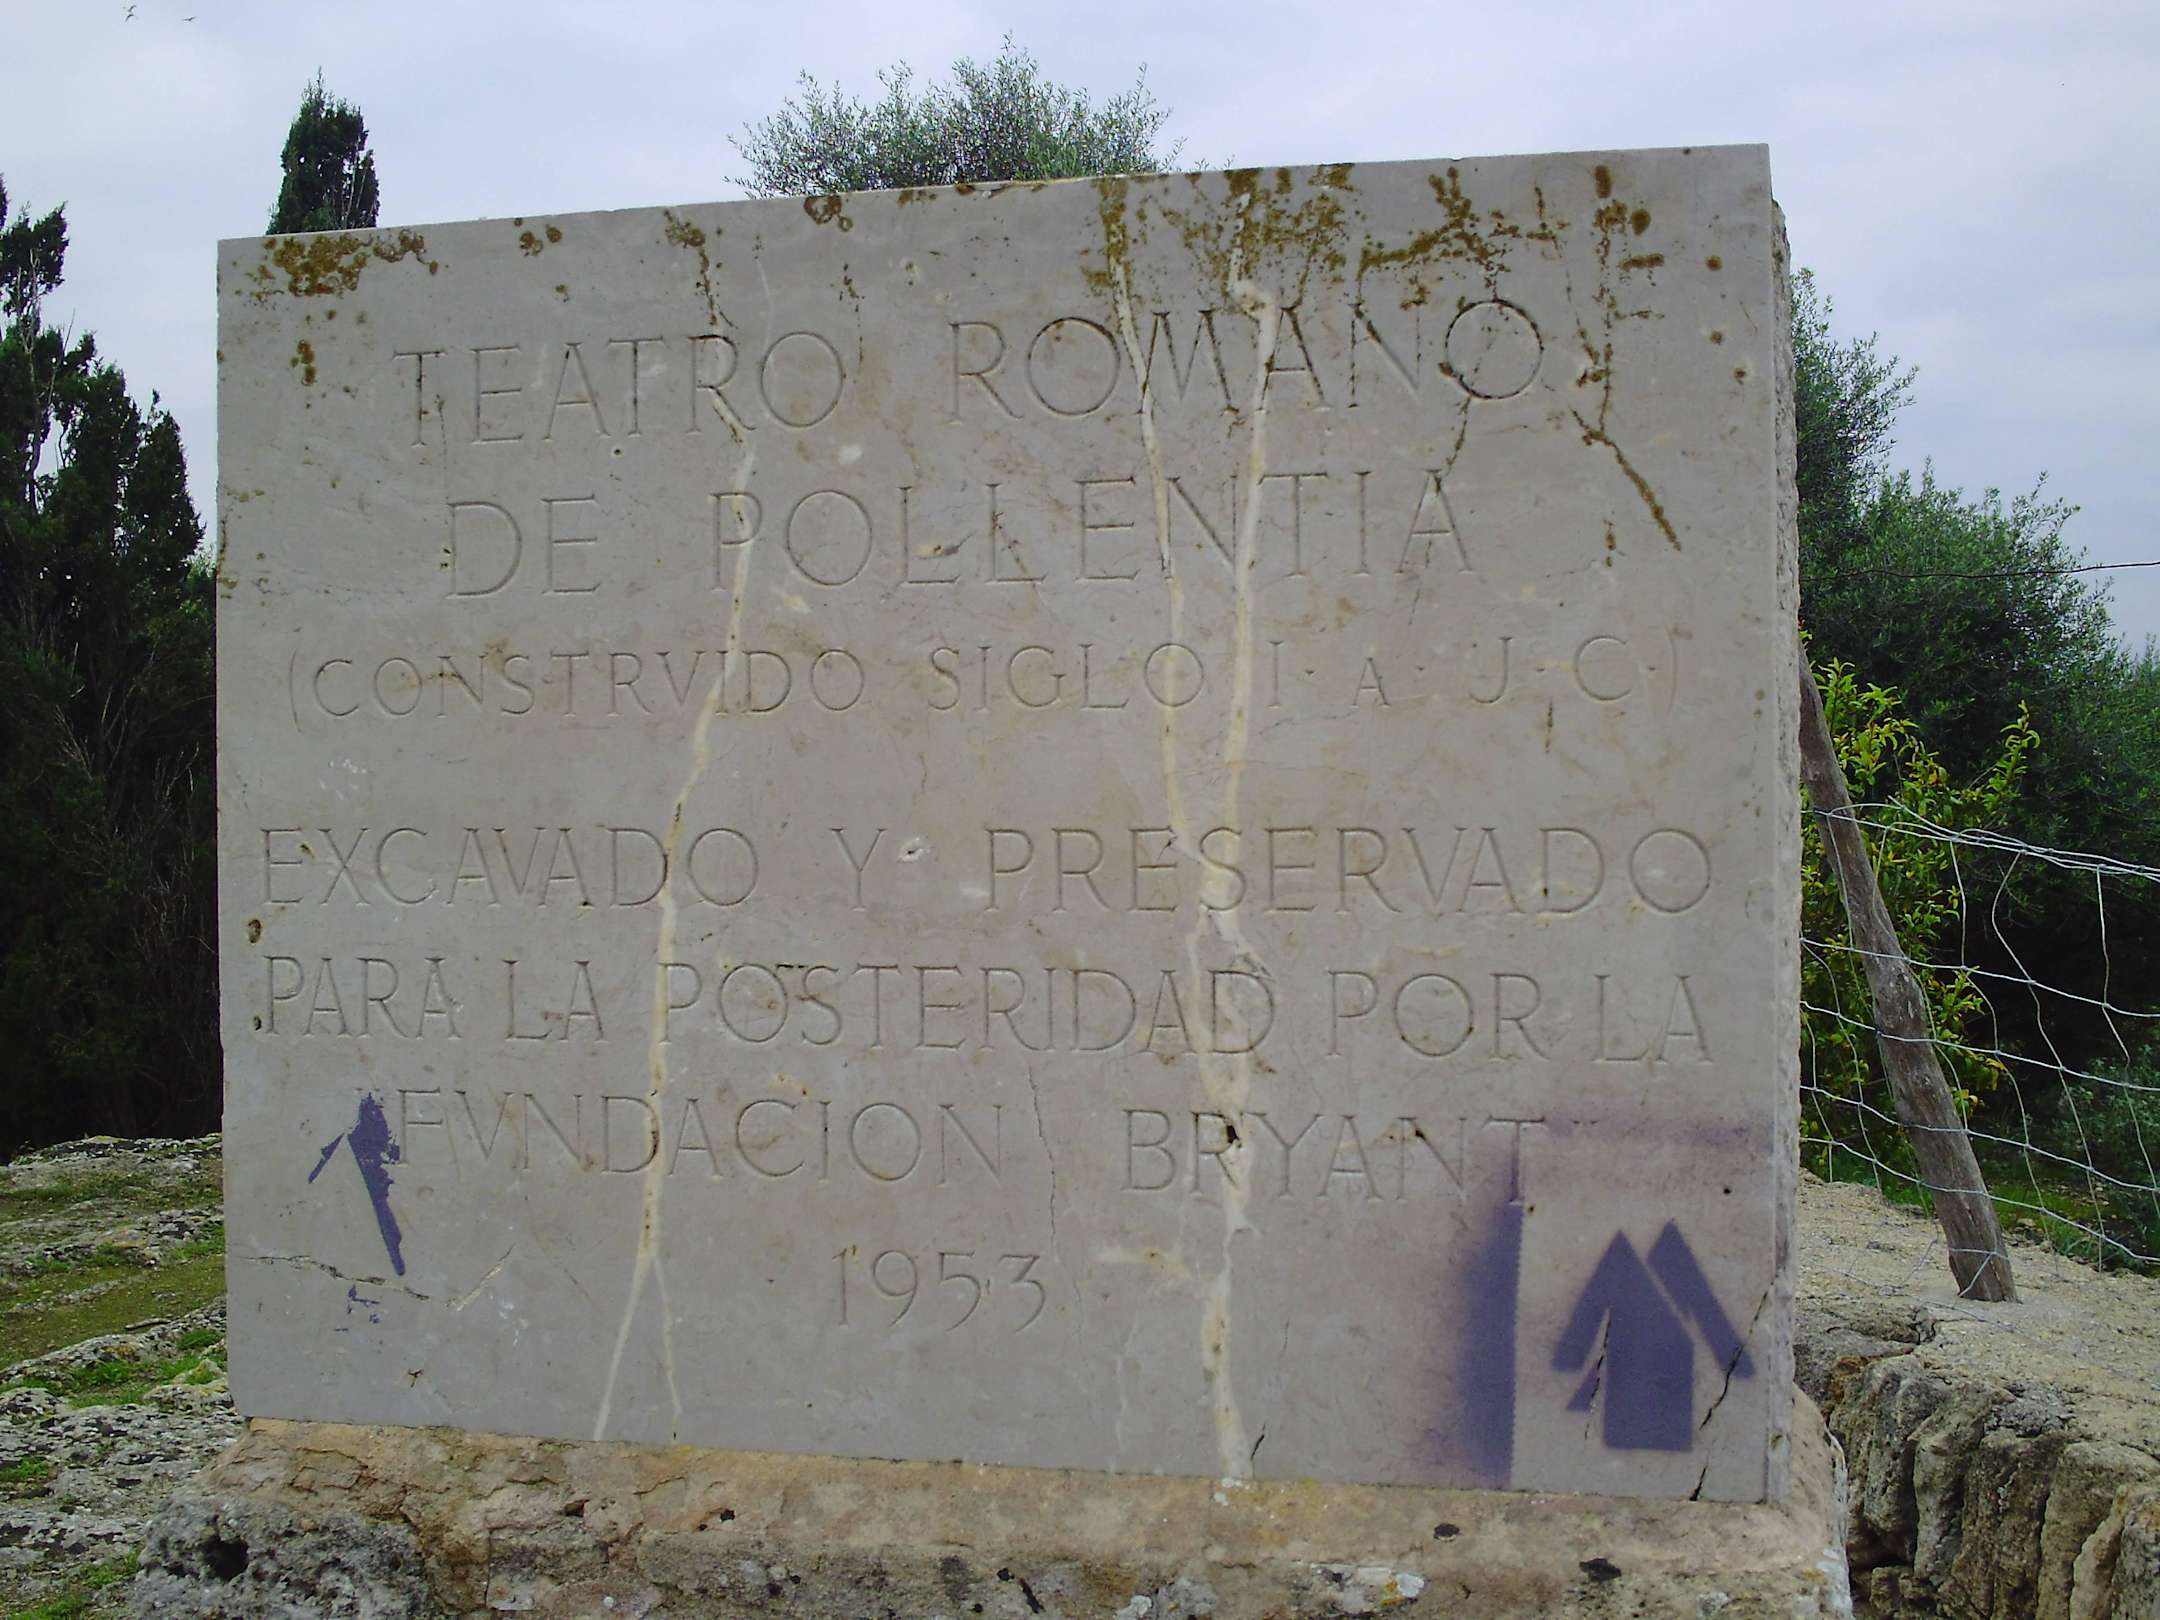 TEATRO ROMANO
DE POLLENTIA
(CONSTRVIDO SIGLO I·A·J·C·)
EXCAVADO Y PRESERVADO
PARA LA POSTERIDAD POR LA
FVNDACION BRYANT
1953